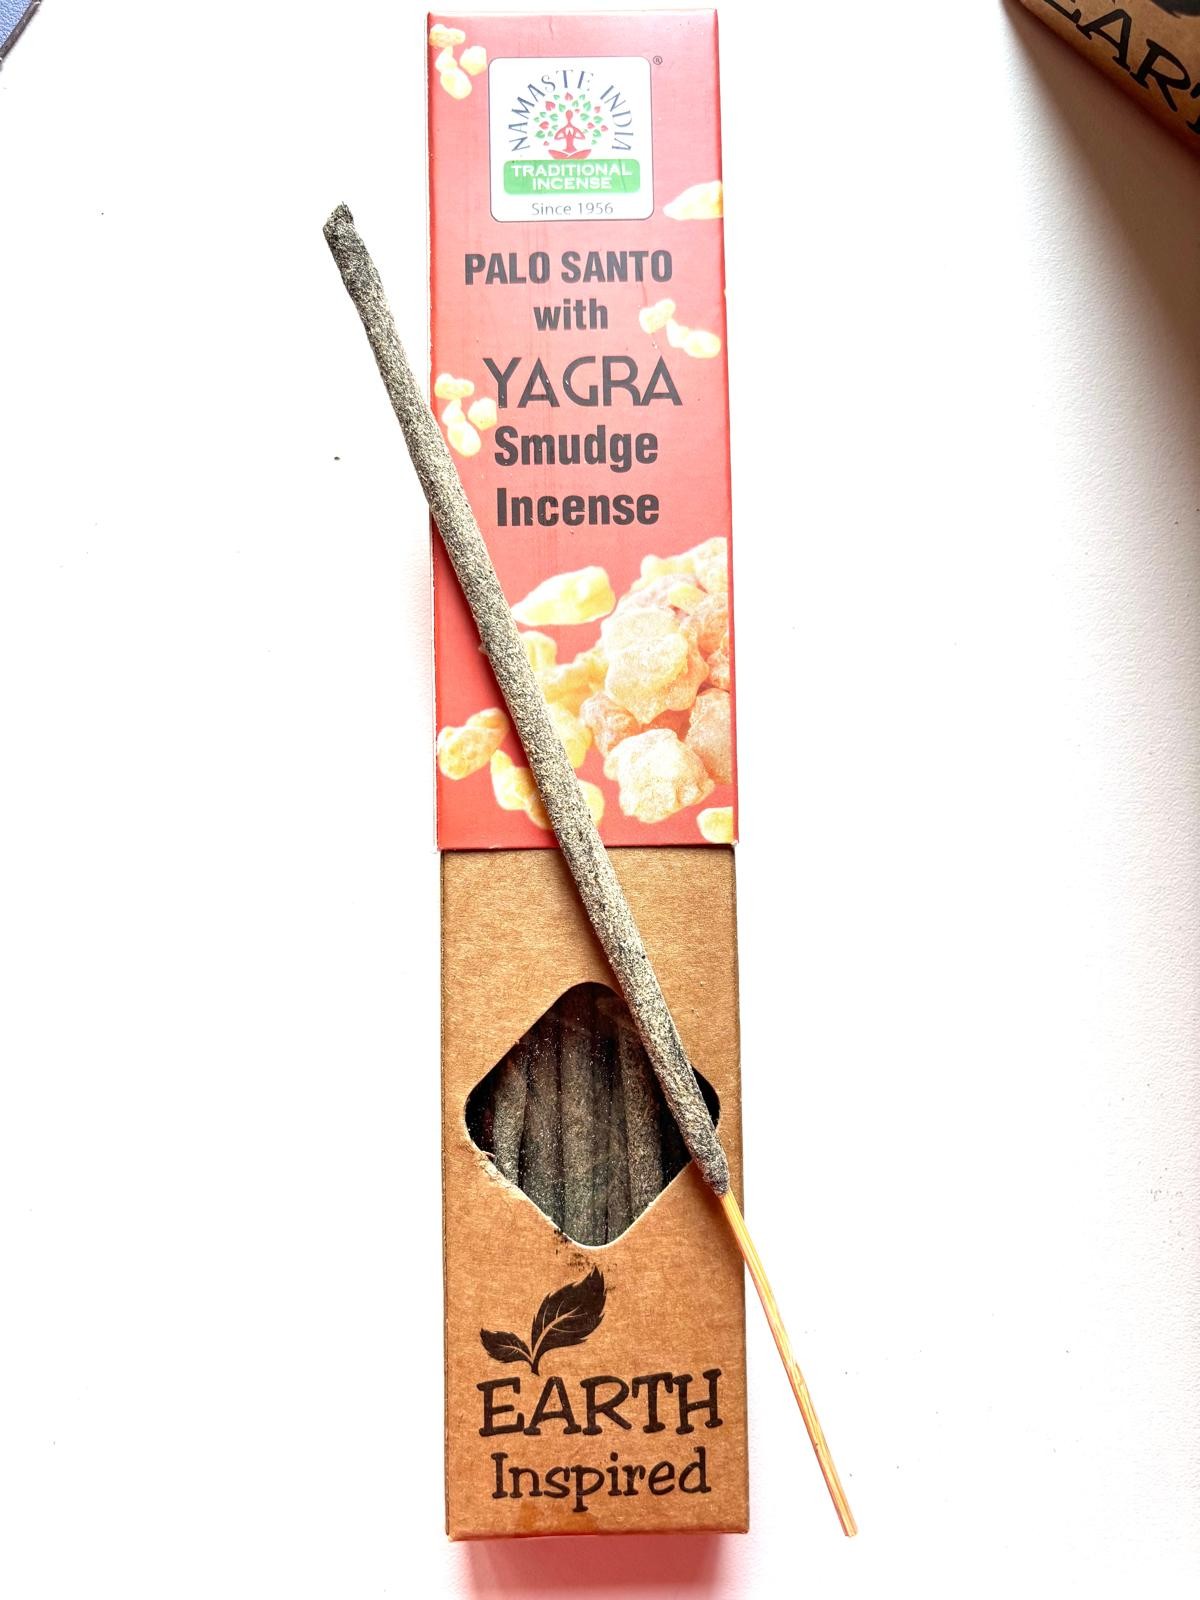 NAMASTE INDIA
®
TRADITIONAL
INCENSE
Since 1956
PALO SANTO
with
YAGRA
Smudge
Incense
EARTH
Inspired